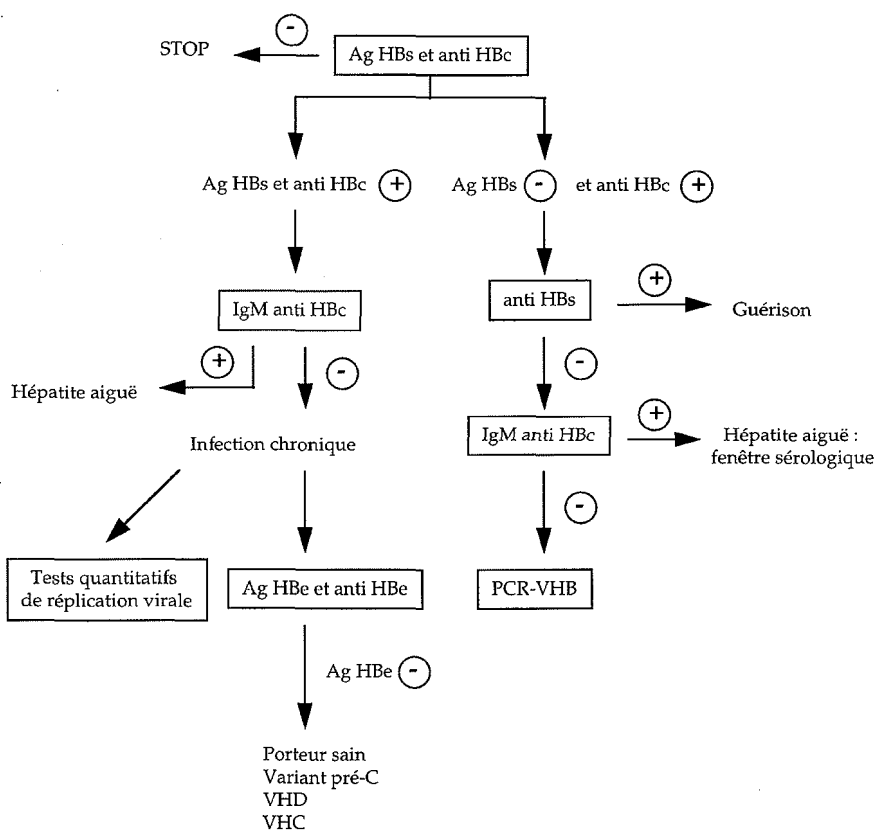 STOP
-
Ag HBs et anti HBc
Ag HBs et anti HBc +
Ag HBs - et anti HBc +
IgM anti HBc
anti HBs
+
Guérison
+
-
-
Hépatite aiguë
IgM anti HBc
+
Hépatite aiguë :
fenêtre sérologique
Infection chronique
-
Tests quantitatifs
de réplication virale
Ag HBe et anti HBe
PCR-VHB
Ag HBe -
Porteur sain
Variant pré-C
VHD
VHC